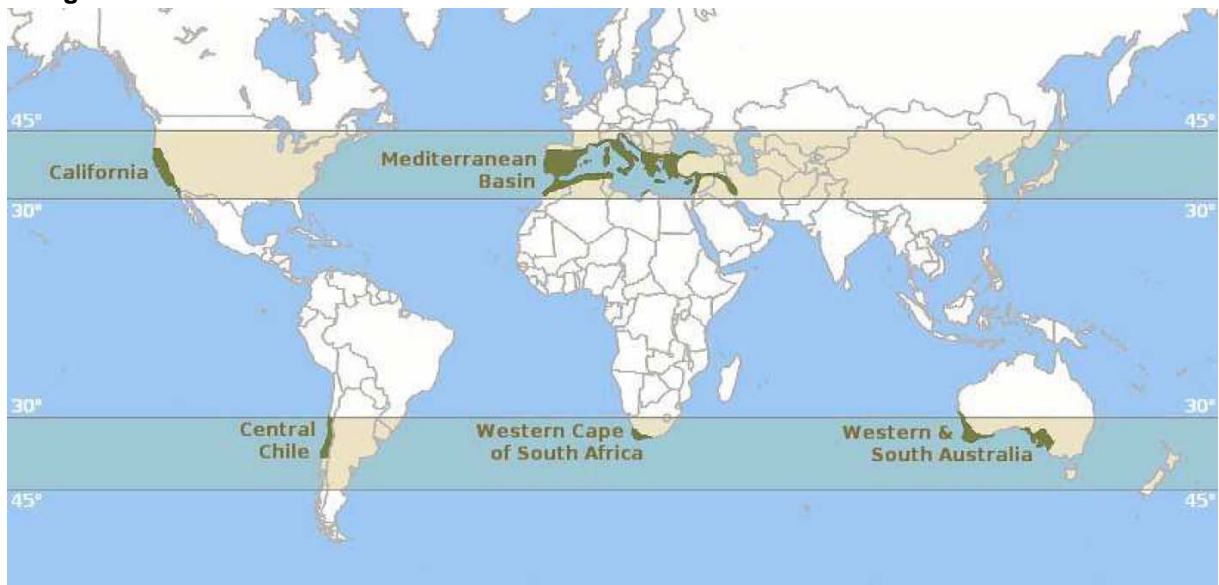 45°
45°
California
Mediterranean
Basin
30°
30°
30°
30°
Central
Chile
Western Cape
of South Africa
Western &
South Australia
45°
45°